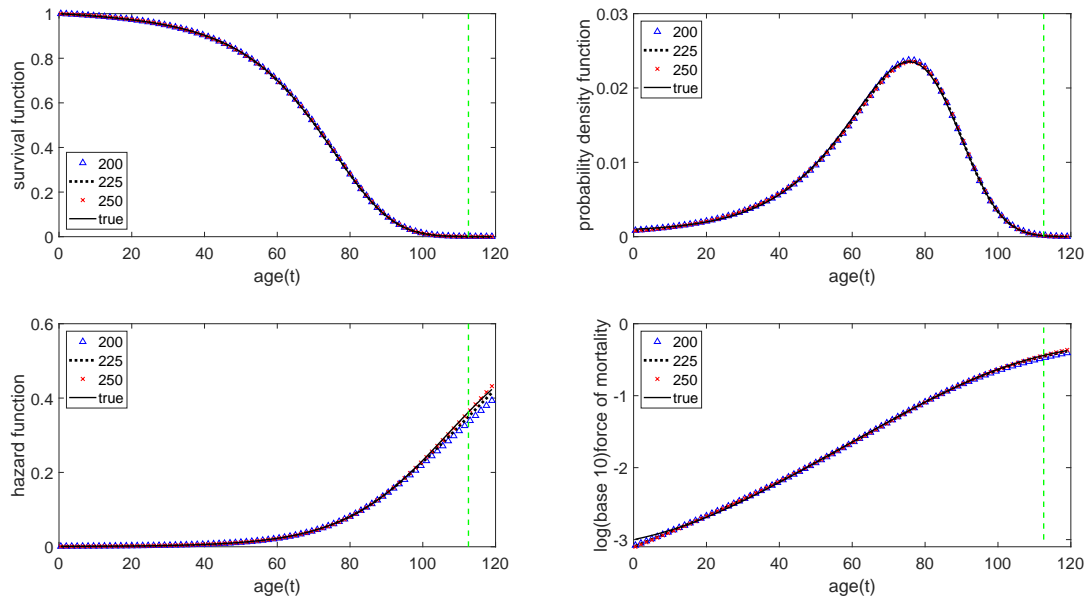 survival function
1
0.8
0.6
0.4
0.2
0
200
225
250
true
0 20 40 60 80 100 120
age(t)
probability density function
0.03
0.02
0.01
0
200
225
250
true
0 20 40 60 80 100 120
age(t)
hazard function
0.6
0.4
0.2
0
200
225
250
true
0 20 40 60 80 100 120
age(t)
log(base 10)force of mortality
0
-1
-2
-3
200
225
250
true
0 20 40 60 80 100 120
age(t)